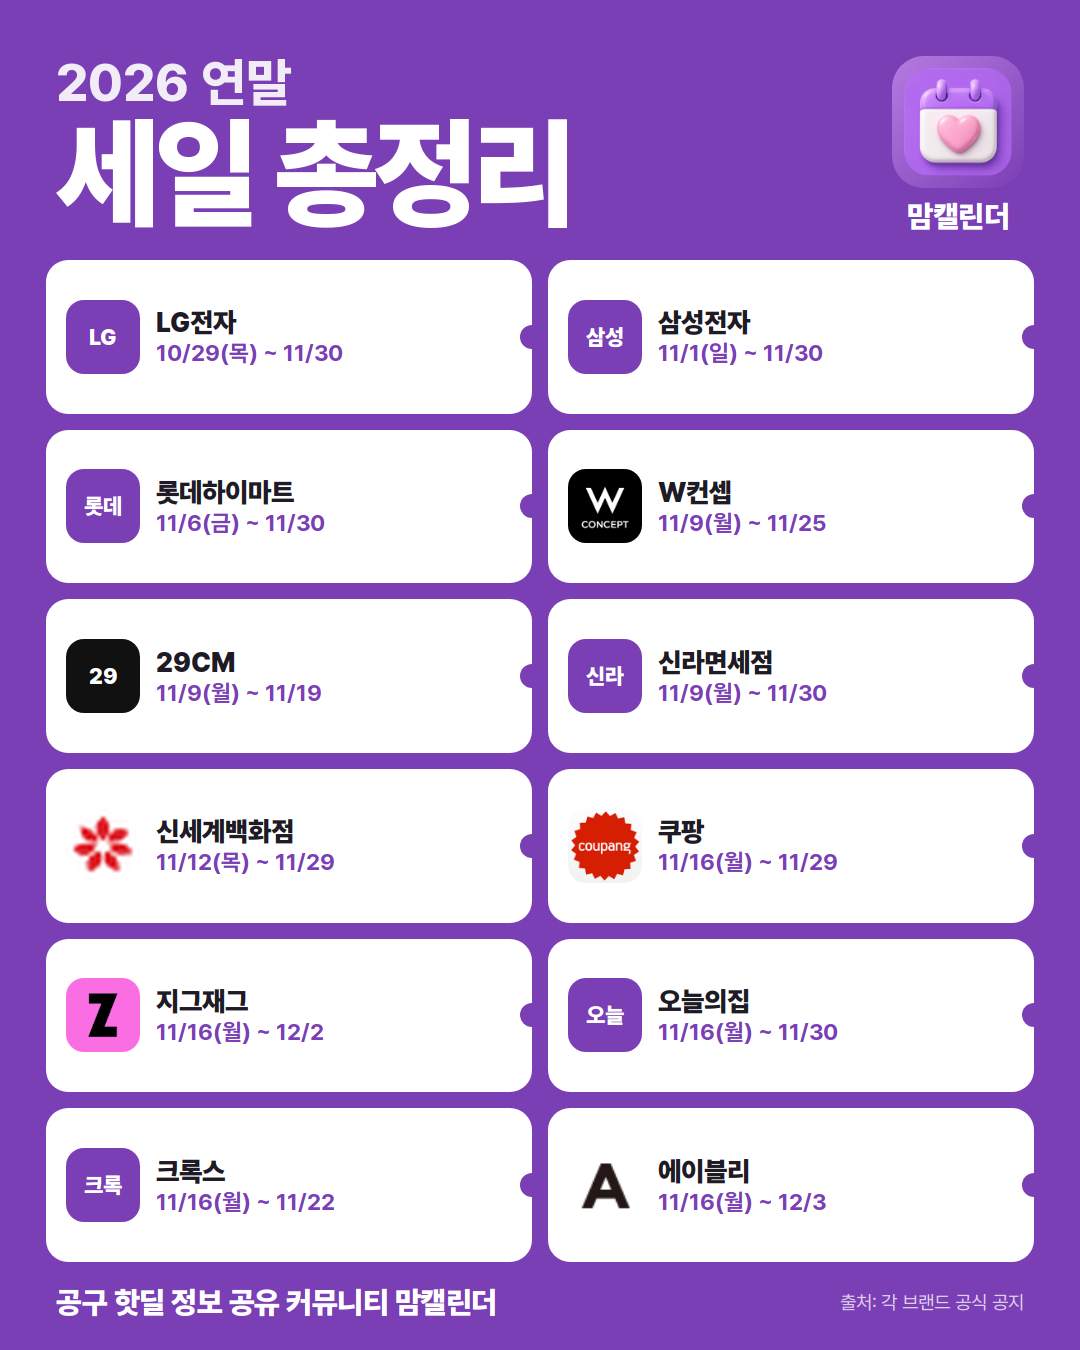 2026 연말
세일 총정리
맘캘린더
LG
LG전자
10/29(목) ~ 11/30
삼성
삼성전자
11/1(일) ~ 11/30
롯데
롯데하이마트
11/6(금) ~ 11/30
W
CONCEPT
W컨셉
11/9(월) ~ 11/25
29
29CM
11/9(월) ~ 11/19
신라
신라면세점
11/9(월) ~ 11/30
신세계백화점
11/12(목) ~ 11/29
coupang
쿠팡
11/16(월) ~ 11/29
Z
지그재그
11/16(월) ~ 12/2
오늘
오늘의집
11/16(월) ~ 11/30
크록
크록스
11/16(월) ~ 11/22
A
에이블리
11/16(월) ~ 12/3
공구 핫딜 정보 공유 커뮤니티 맘캘린더
출처: 각 브랜드 공식 공지